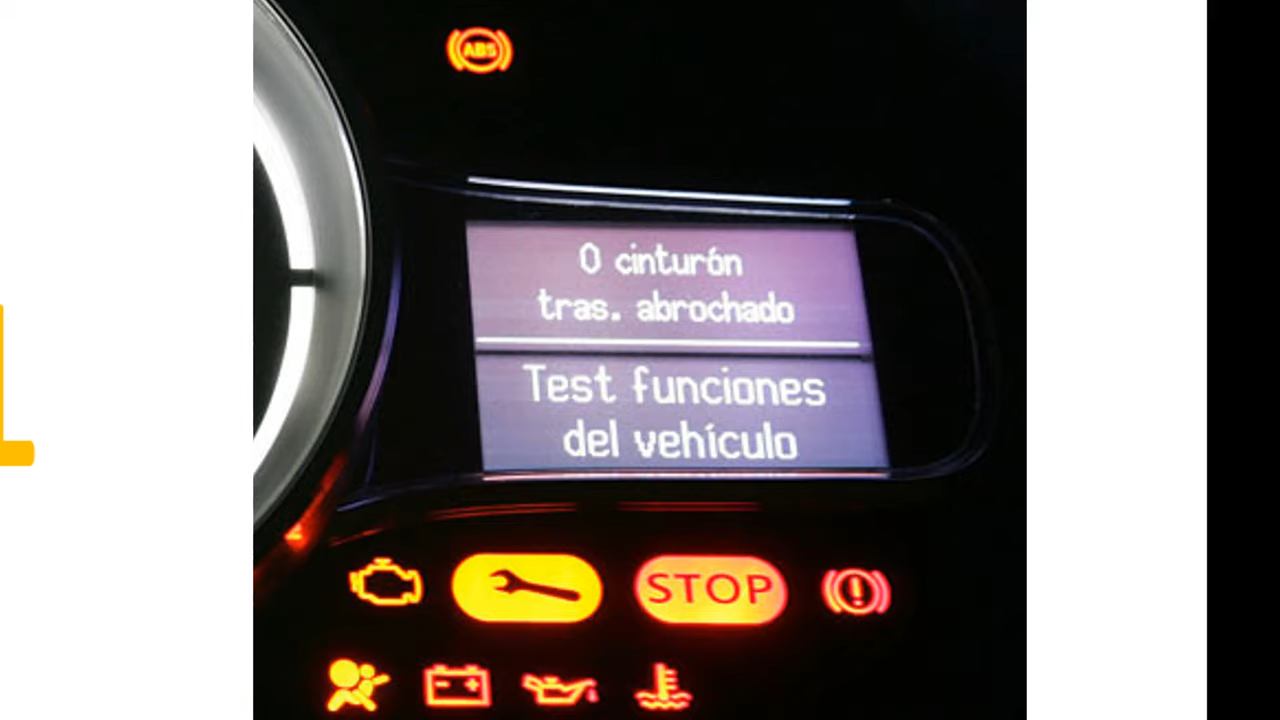 ABS
0 cinturón
tras. abrochado
Test funciones
del vehículo
STOP